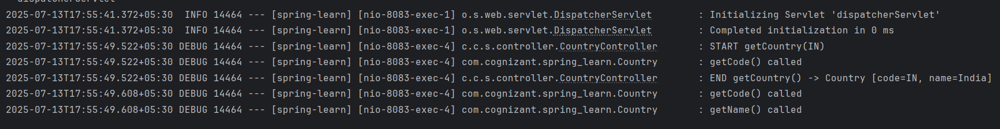 dispatcherServlet
2025-07-13T17:55:41.372+05:30  INFO 14464 --- [spring-learn] [nio-8083-exec-1] o.s.web.servlet.DispatcherServlet        : Initializing Servlet 'dispatcherServlet'
2025-07-13T17:55:41.372+05:30  INFO 14464 --- [spring-learn] [nio-8083-exec-1] o.s.web.servlet.DispatcherServlet        : Completed initialization in 0 ms
2025-07-13T17:55:49.522+05:30 DEBUG 14464 --- [spring-learn] [nio-8083-exec-4] c.c.s.controller.CountryController       : START getCountry(IN)
2025-07-13T17:55:49.522+05:30 DEBUG 14464 --- [spring-learn] [nio-8083-exec-4] com.cognizant.spring_learn.Country       : getCode() called
2025-07-13T17:55:49.522+05:30 DEBUG 14464 --- [spring-learn] [nio-8083-exec-4] c.c.s.controller.CountryController       : END getCountry() -> Country [code=IN, name=India]
2025-07-13T17:55:49.608+05:30 DEBUG 14464 --- [spring-learn] [nio-8083-exec-4] com.cognizant.spring_learn.Country       : getCode() called
2025-07-13T17:55:49.608+05:30 DEBUG 14464 --- [spring-learn] [nio-8083-exec-4] com.cognizant.spring_learn.Country       : getName() called